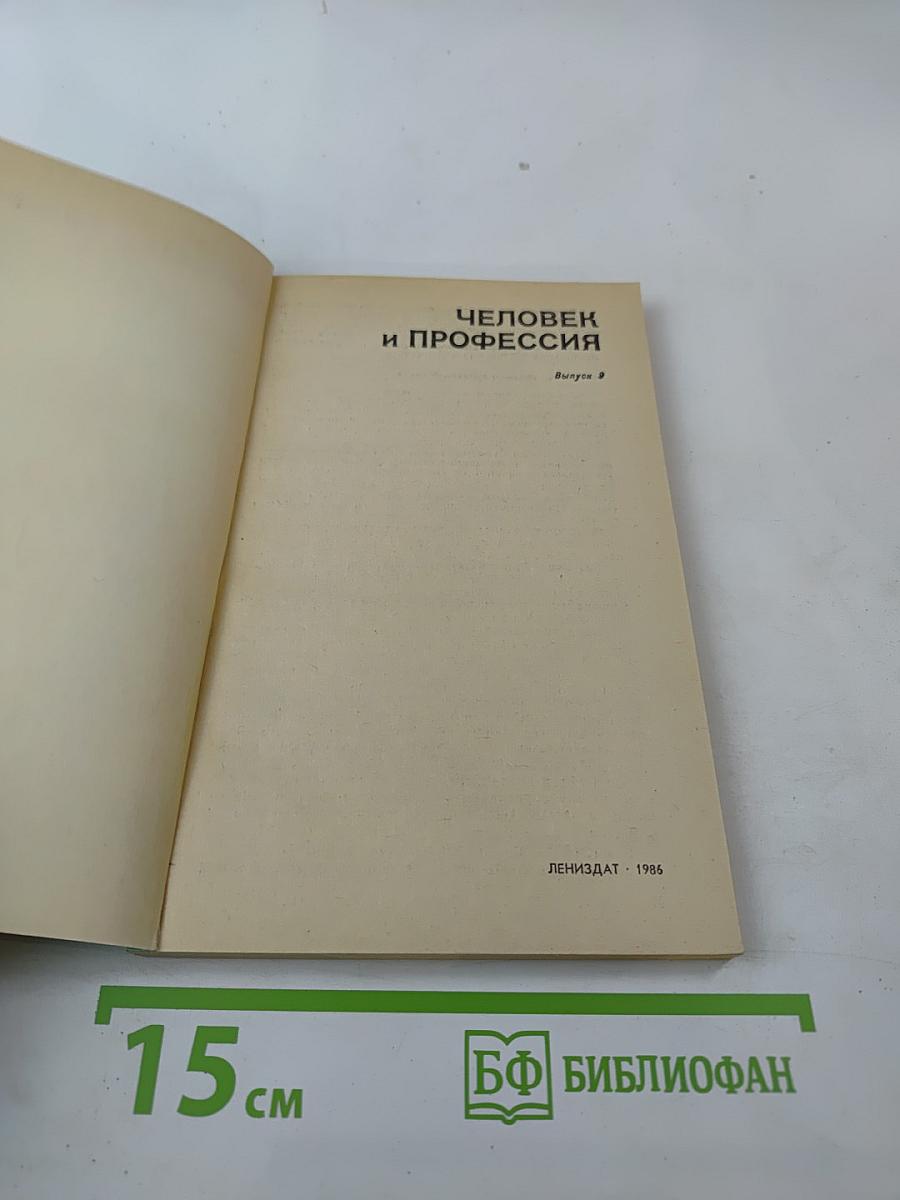 ЧЕЛОВЕК
и ПРОФЕССИЯ
Выпуск 9
ЛЕНИЗДАТ · 1986
15 см
БФ БИБЛИОФАН